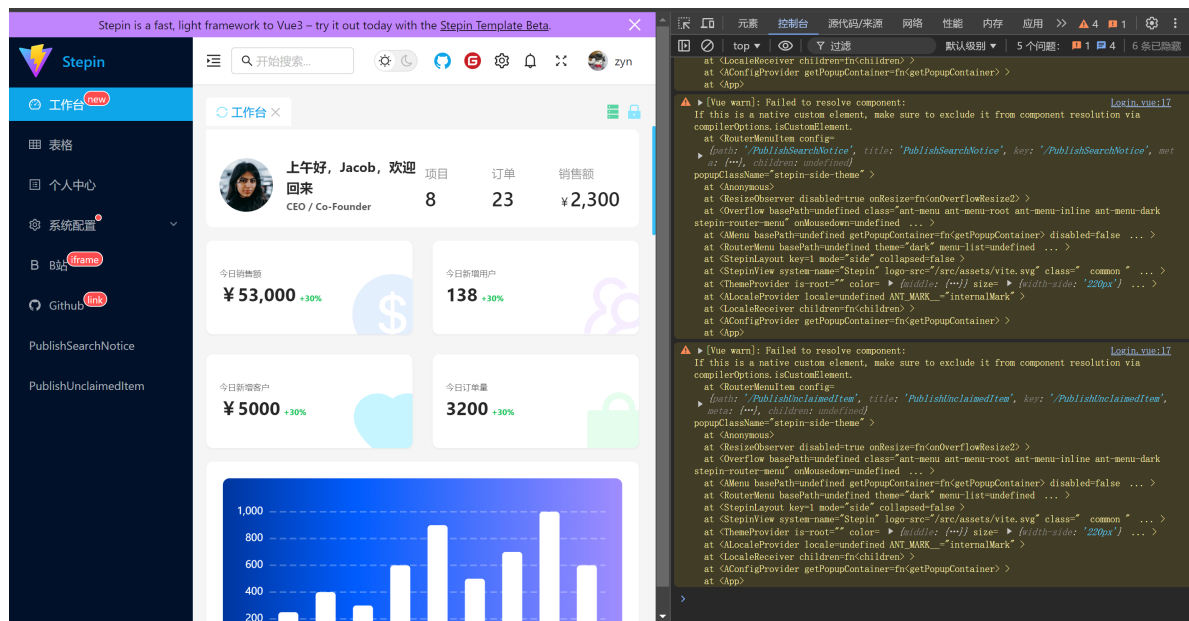 Stepin is a fast, light framework to Vue3 – try it out today with the Stepin Template Beta.
Stepin
开始搜索...
zyn
工作台 new
表格
个人中心
系统配置
B站 iframe
Github link
PublishSearchNotice
PublishUnclaimedItem
工作台
上午好，Jacob，欢迎
回来
CEO / Co-Founder
项目
8
订单
23
销售额
¥2,300
今日销售额
¥53,000 +30%
今日新增用户
138 +30%
今日新增客户
¥5000 +30%
今日订单量
3200 +30%
1,000
800
600
400
200
元素 控制台 源代码/来源 网络 性能 内存 应用 4 1
top 过滤 默认级别 5 个问题: 1 4 6 条已隐藏
at <LocaleReceiver children=fn<children> >
at <AConfigProvider getPopupContainer=fn<getPopupContainer> >
at <App>
[Vue warn]: Failed to resolve component: Login.vue:17
If this is a native custom element, make sure to exclude it from component resolution via
compilerOptions.isCustomElement.
at <RouterMenuItem config=
{path: '/PublishSearchNotice', title: 'PublishSearchNotice', key: '/PublishSearchNotice', met
a: {…}, children: undefined}
popupClassName="stepin-side-theme" >
at <Anonymous>
at <ResizeObserver disabled=true onResize=fn<onOverflowResize2> >
at <Overflow basePath=undefined class="ant-menu ant-menu-root ant-menu-inline ant-menu-dark
stepin-router-menu" onMousedown=undefined ... >
at <AMenu basePath=undefined getPopupContainer=fn<getPopupContainer> disabled=false ... >
at <RouterMenu basePath=undefined theme="dark" menu-list=undefined ... >
at <StepinLayout key=1 mode="side" collapsed=false >
at <StepinView system-name="Stepin" logo-src="/src/assets/vite.svg" class=" common " ... >
at <ThemeProvider is-root="" color= {middle: {…}} size= {width-side: '220px'} ... >
at <ALocaleProvider locale=undefined ANT_MARK__="internalMark" >
at <LocaleReceiver children=fn<children> >
at <AConfigProvider getPopupContainer=fn<getPopupContainer> >
at <App>
[Vue warn]: Failed to resolve component: Login.vue:17
If this is a native custom element, make sure to exclude it from component resolution via
compilerOptions.isCustomElement.
at <RouterMenuItem config=
{path: '/PublishUnclaimedItem', title: 'PublishUnclaimedItem', key: '/PublishUnclaimedItem',
meta: {…}, children: undefined}
popupClassName="stepin-side-theme" >
at <Anonymous>
at <ResizeObserver disabled=true onResize=fn<onOverflowResize2> >
at <Overflow basePath=undefined class="ant-menu ant-menu-root ant-menu-inline ant-menu-dark
stepin-router-menu" onMousedown=undefined ... >
at <AMenu basePath=undefined getPopupContainer=fn<getPopupContainer> disabled=false ... >
at <RouterMenu basePath=undefined theme="dark" menu-list=undefined ... >
at <StepinLayout key=1 mode="side" collapsed=false >
at <StepinView system-name="Stepin" logo-src="/src/assets/vite.svg" class=" common " ... >
at <ThemeProvider is-root="" color= {middle: {…}} size= {width-side: '220px'} ... >
at <ALocaleProvider locale=undefined ANT_MARK__="internalMark" >
at <LocaleReceiver children=fn<children> >
at <AConfigProvider getPopupContainer=fn<getPopupContainer> >
at <App>